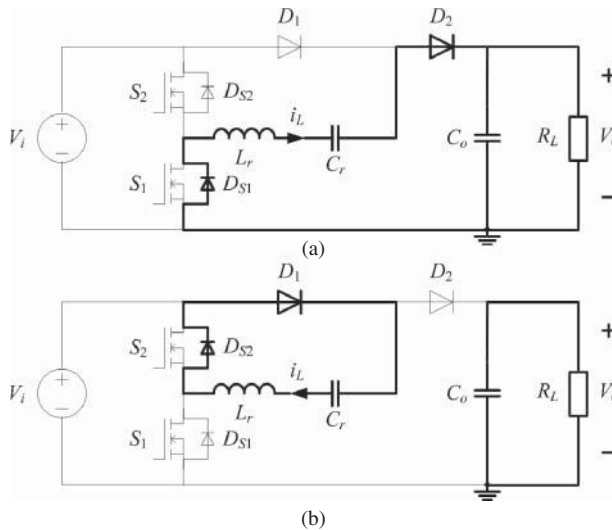 D1
D2
S2
DS2
Vi
+
−
iL
Lr
Cr
S1
DS1
Co
RL
+
V
−
(a)
D1
D2
S2
DS2
Vi
+
−
iL
Lr
Cr
S1
DS1
Co
RL
+
V
−
(b)